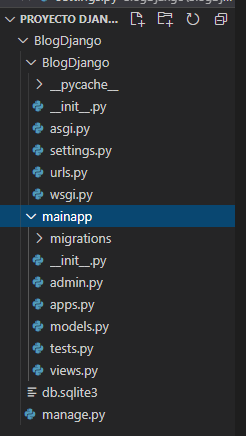 PROYECTO DJAN...
BlogDjango
BlogDjango
__pycache__
__init__.py
asgi.py
settings.py
urls.py
wsgi.py
mainapp
migrations
__init__.py
admin.py
apps.py
models.py
tests.py
views.py
db.sqlite3
manage.py